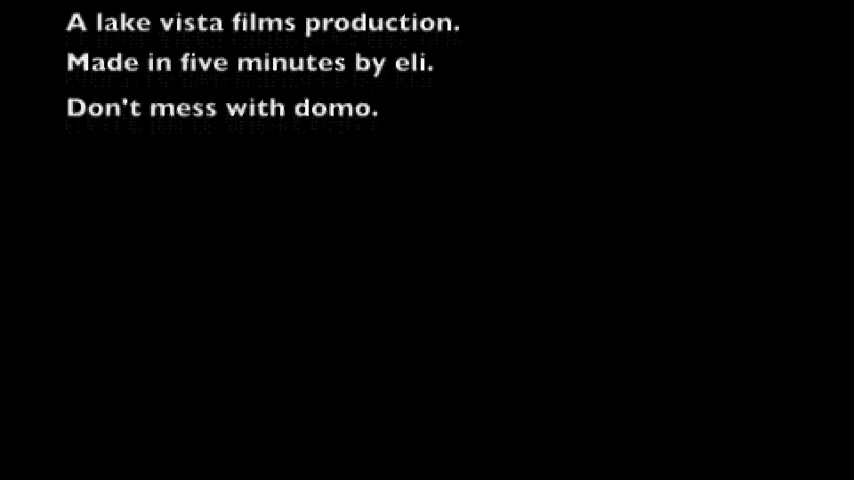 A lake vista films production.
Made in five minutes by eli.
Don't mess with domo.